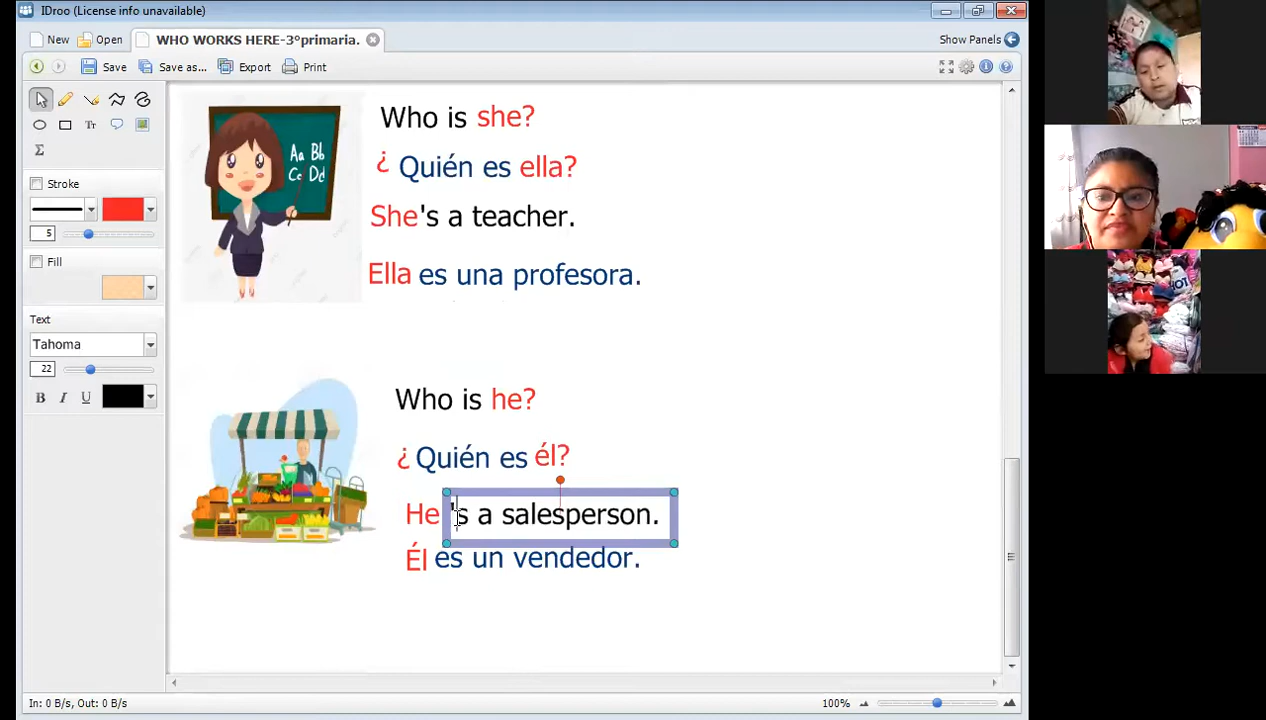 IDroo (License info unavailable)
New Open WHO WORKS HERE-3°primaria. Show Panels
Save Save as... Export Print
Tt
Σ
Stroke
5
Fill
Text
Tahoma
22
B I U
Aa Bb
Cc Dd
Who is she?
¿ Quién es ella?
She's a teacher.
Ella es una profesora.
Who is he?
¿ Quién es él?
He 's a salesperson.
Él es un vendedor.
In: 0 B/s, Out: 0 B/s 100%